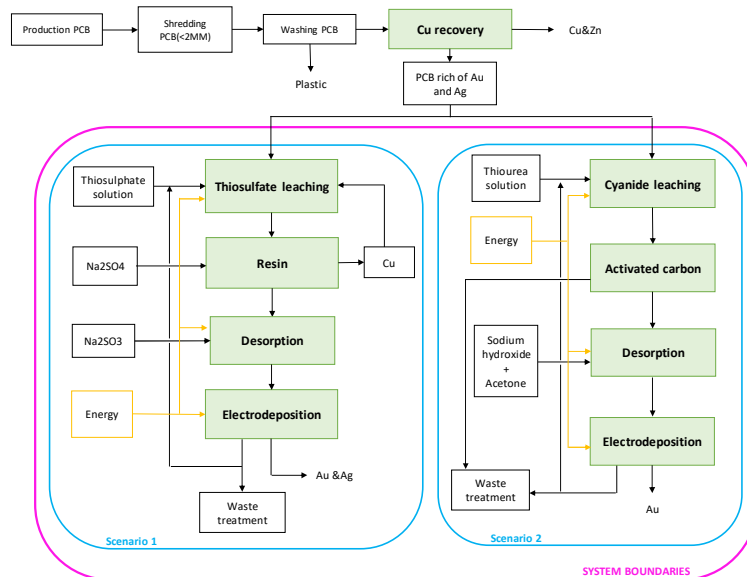 Production PCB
Shredding
PCB(<2MM)
Washing PCB
Cu recovery
Cu&Zn
Plastic
PCB rich of Au
and Ag
Thiosulphate
solution
Thiosulfate leaching
Na2SO4
Resin
Cu
Na2SO3
Desorption
Energy
Electrodeposition
Au &Ag
Waste
treatment
Scenario 1
Thiourea
solution
Cyanide leaching
Energy
Activated carbon
Sodium
hydroxide
+
Acetone
Desorption
Electrodeposition
Waste
treatment
Au
Scenario 2
SYSTEM BOUNDARIES